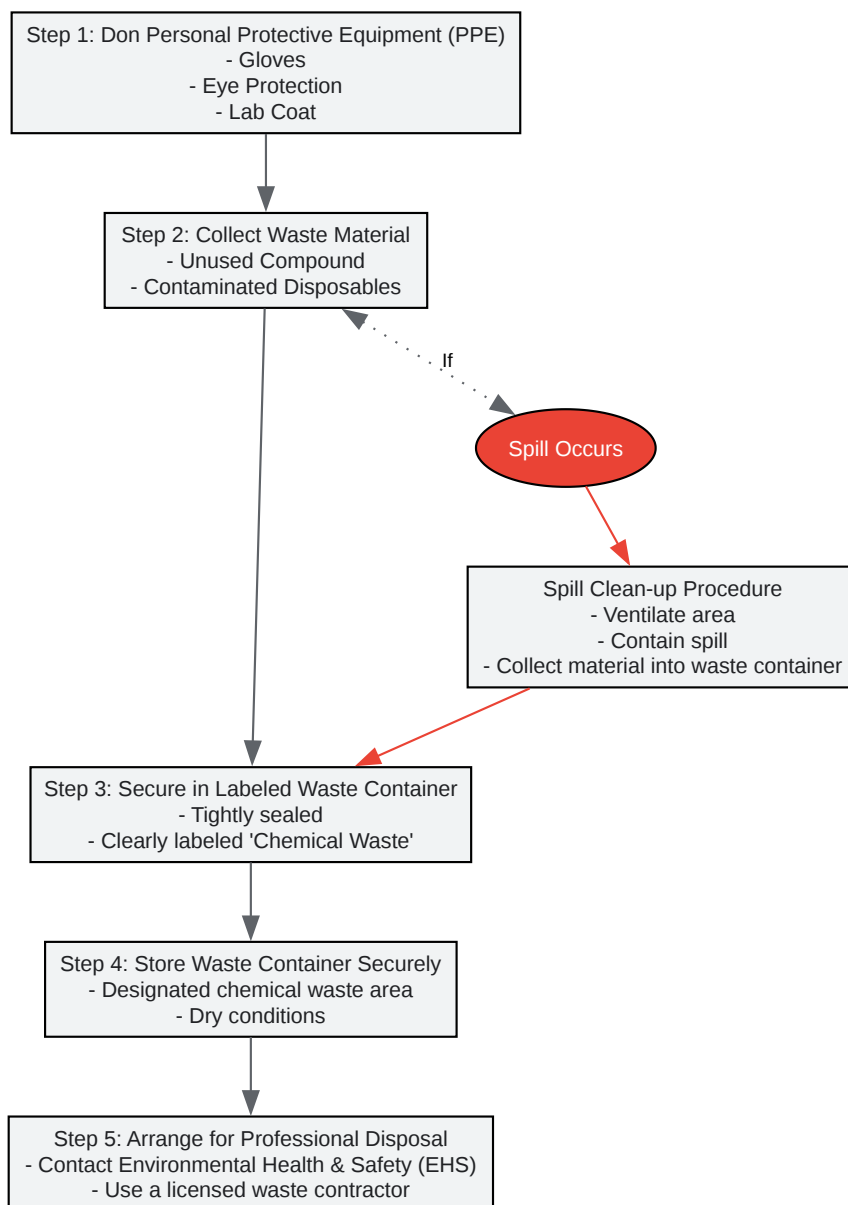 Step 1: Don Personal Protective Equipment (PPE)
- Gloves
- Eye Protection
- Lab Coat
Step 2: Collect Waste Material
- Unused Compound
- Contaminated Disposables
If
Spill Occurs
Spill Clean-up Procedure
- Ventilate area
- Contain spill
- Collect material into waste container
Step 3: Secure in Labeled Waste Container
- Tightly sealed
- Clearly labeled 'Chemical Waste'
Step 4: Store Waste Container Securely
- Designated chemical waste area
- Dry conditions
Step 5: Arrange for Professional Disposal
- Contact Environmental Health & Safety (EHS)
- Use a licensed waste contractor